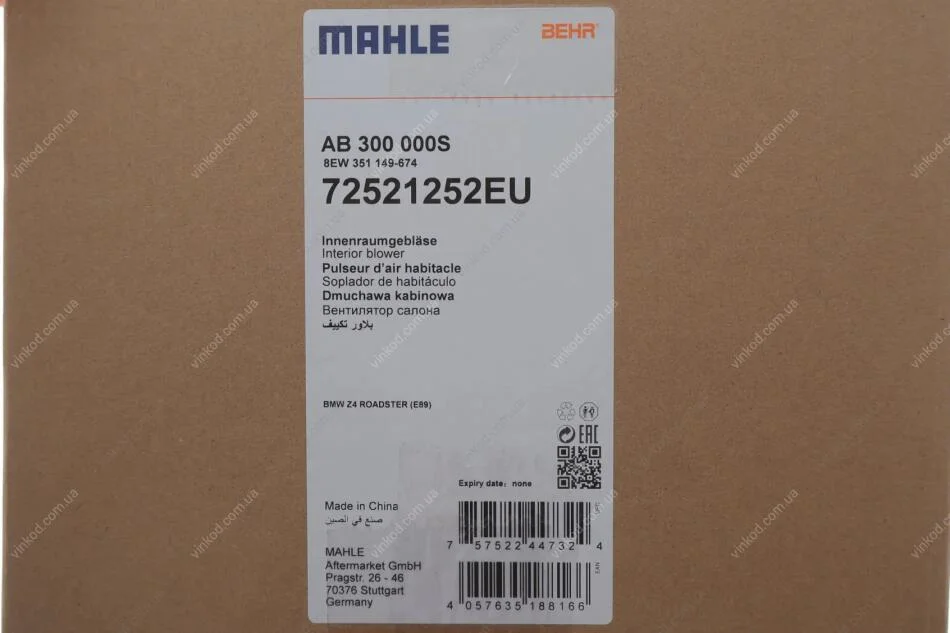 MAHLE
BEHR
AB 300 000S
8EW 351 149-674
72521252EU
Innenraumgebläse
Interior blower
Pulseur d'air habitacle
Soplador de habitáculo
Dmuchawa kabinowa
Вентилятор салона
بلاور تكييف
BMW Z4 ROADSTER (E89)
EAC
Expiry date: none
Made in China
صنع في الصين
UPC
7 57522 44732 4
MAHLE
Aftermarket GmbH
Pragstr. 26 - 46
70376 Stuttgart
Germany
EAN
4 057635 188166
vinkod.com.ua